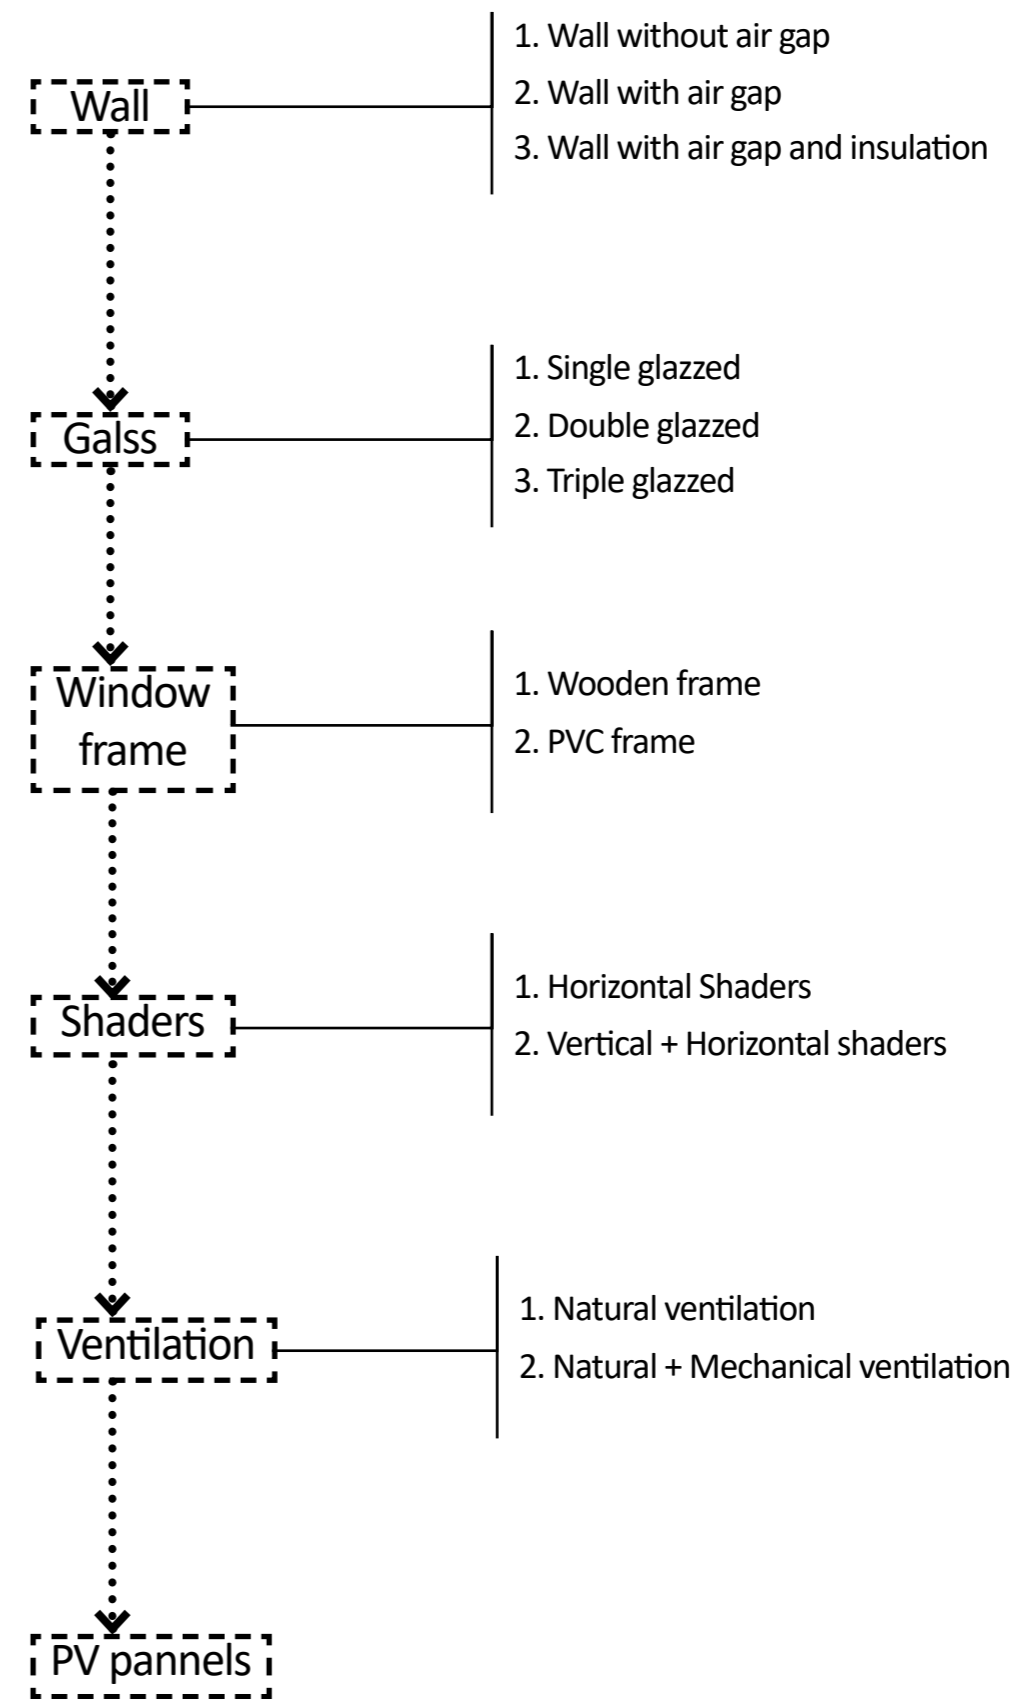 Wall
1. Wall without air gap
2. Wall with air gap
3. Wall with air gap and insulation
Galss
1. Single glazzed
2. Double glazzed
3. Triple glazzed
Window
frame
1. Wooden frame
2. PVC frame
Shaders
1. Horizontal Shaders
2. Vertical + Horizontal shaders
Ventilation
1. Natural ventilation
2. Natural + Mechanical ventilation
PV pannels